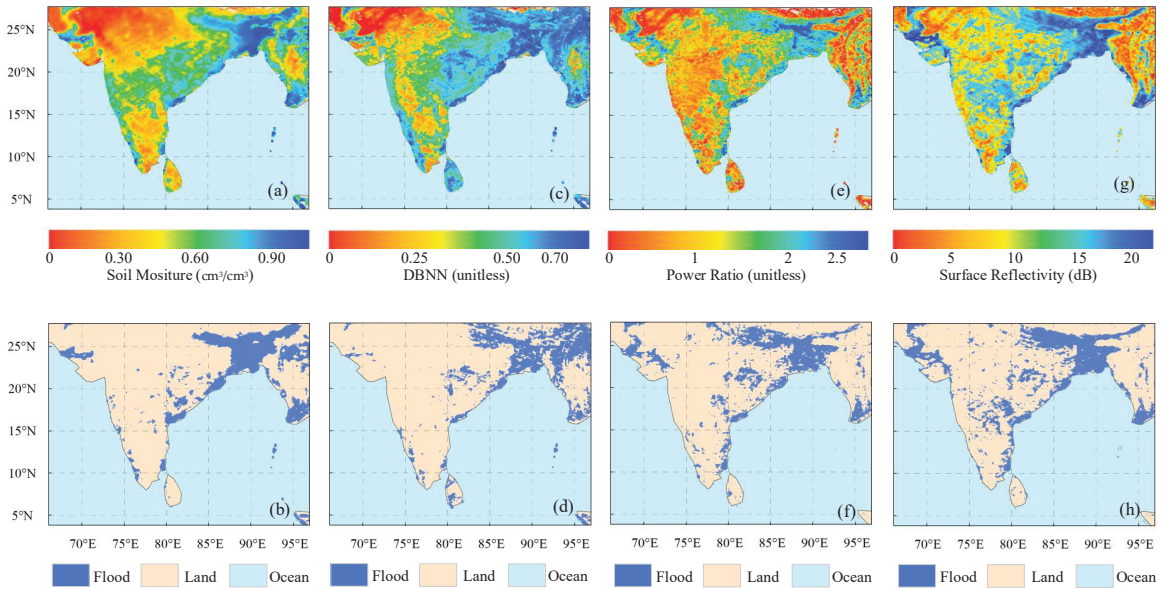 25°N
20°N
15°N
10°N
5°N
(a) (c) (e) (g)
0 0.30 0.60 0.90
Soil Mositure (cm³/cm³)
0 0.25 0.50 0.70
DBNN (unitless)
0 1 2 2.5
Power Ratio (unitless)
0 5 10 15 20
Surface Reflectivity (dB)
25°N
20°N
15°N
10°N
5°N
(b) (d) (f) (h)
70°E 75°E 80°E 85°E 90°E 95°E 70°E 75°E 80°E 85°E 90°E 95°E 70°E 75°E 80°E 85°E 90°E 95°E 70°E 75°E 80°E 85°E 90°E 95°E
Flood Land Ocean Flood Land Ocean Flood Land Ocean Flood Land Ocean